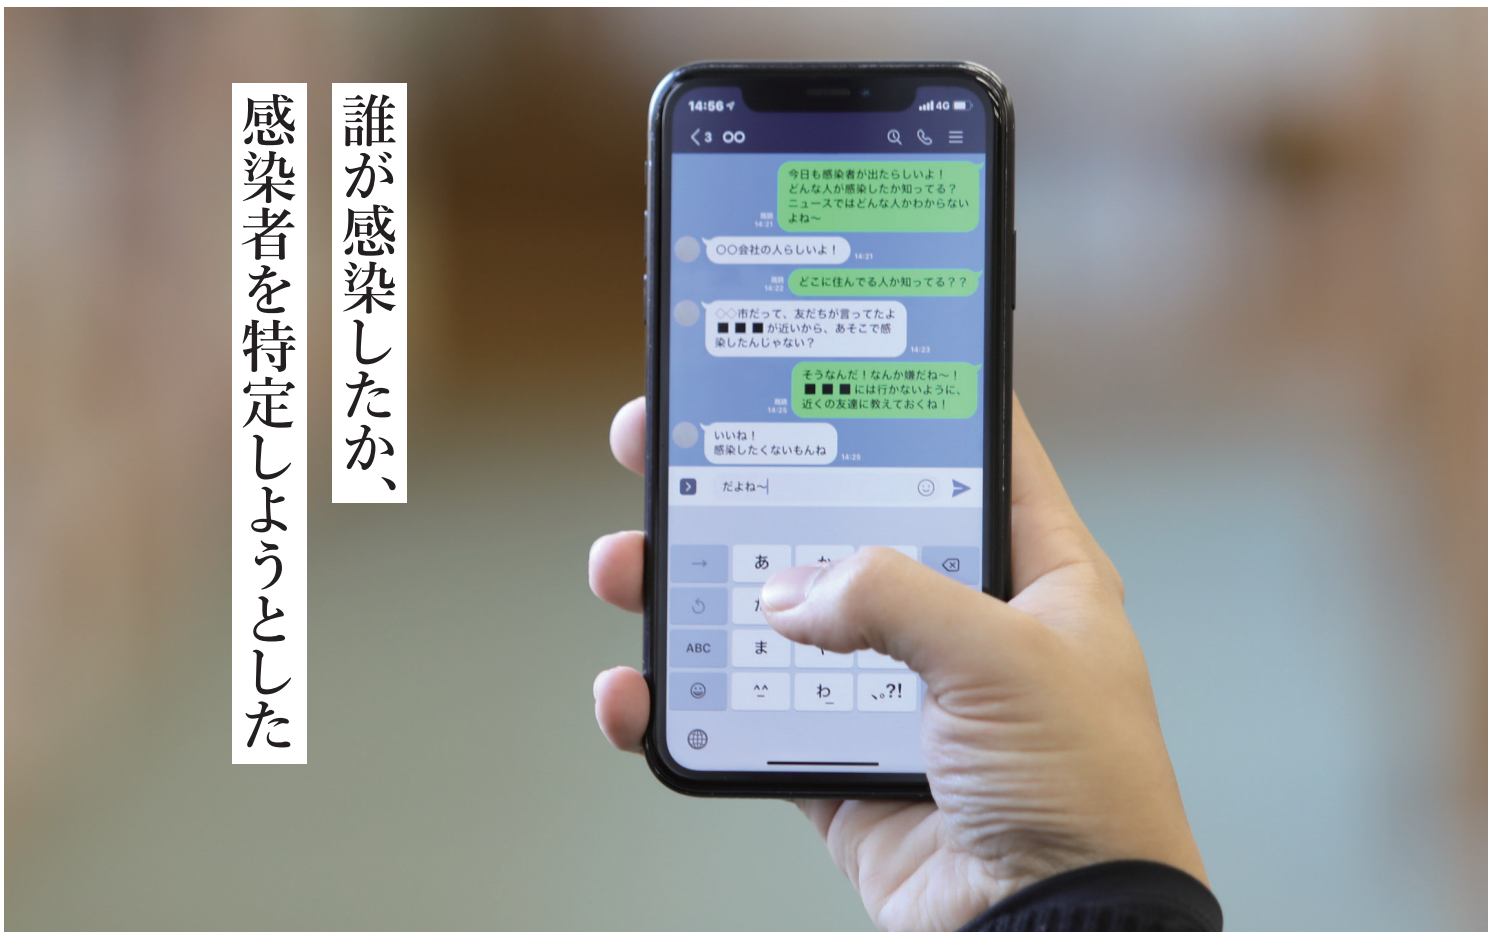 誰が感染したか、
感染者を特定しようとした
14:56
4G
3 〇〇
今日も感染者が出たらしいよ！
どんな人が感染したか知ってる？
ニュースではどんな人かわからない
よね～
既読
14:21
〇〇会社の人らしいよ！
14:21
どこに住んでる人か知ってる？？
既読
14:22
◇◇市だって、友だちが言ってたよ
■ ■ ■が近いから、あそこで感
染したんじゃない？
14:23
そうなんだ！なんか嫌だね～！
■ ■ ■には行かないように、
近くの友達に教えておくね！
既読
14:25
いいね！
感染したくないもんね
14:25
だよね～
→
あ
か
ABC
ま
^^
わ
、。?!